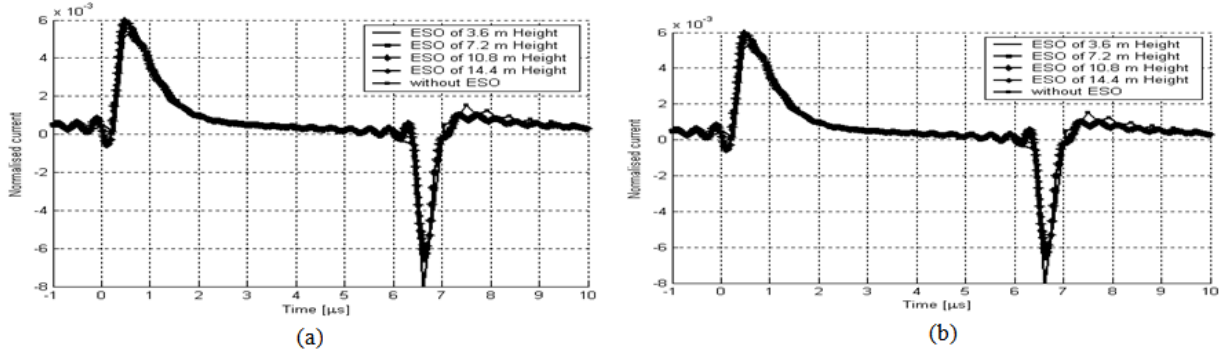 6 × 10⁻³
4
2
0
-2
-4
-6
-8
Normalised current
ESO of 3.6 m Height
ESO of 7.2 m Height
ESO of 10.8 m Height
ESO of 14.4 m Height
without ESO
-1 0 1 2 3 4 5 6 7 8 9 10
Time [μs]
(a)
6 × 10⁻³
4
2
0
-2
-4
-6
-8
Normalised current
ESO of 3.6 m Height
ESO of 7.2 m Height
ESO of 10.8 m Height
ESO of 14.4 m Height
without ESO
-1 0 1 2 3 4 5 6 7 8 9 10
Time [μs]
(b)